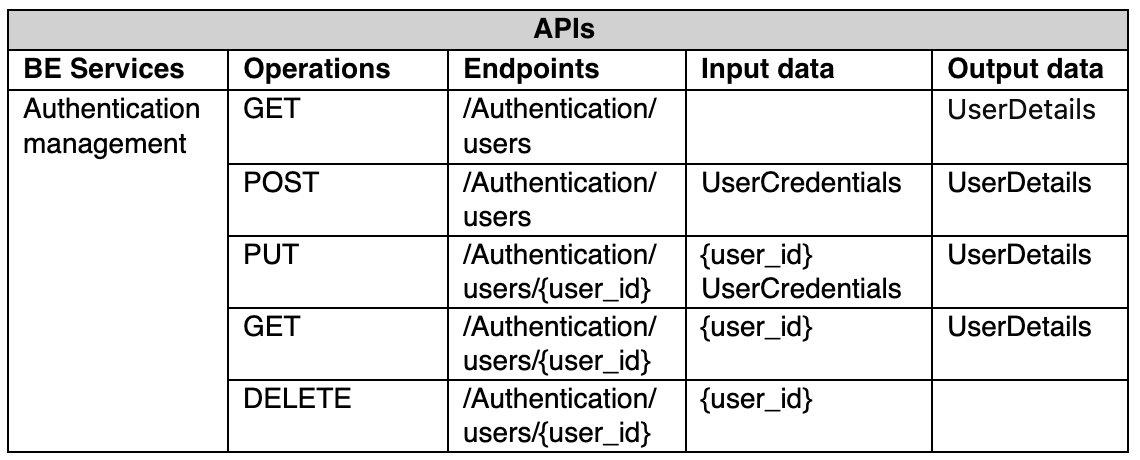 APIs
BE Services Operations Endpoints Input data Output data
Authentication management GET /Authentication/users UserDetails
POST /Authentication/users UserCredentials UserDetails
PUT /Authentication/users/{user_id} {user_id} UserCredentials UserDetails
GET /Authentication/users/{user_id} {user_id} UserDetails
DELETE /Authentication/users/{user_id} {user_id}